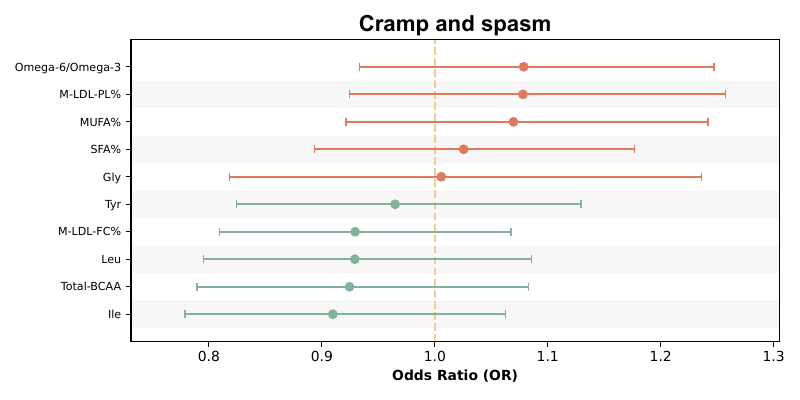 Cramp and spasm
Omega-6/Omega-3
M-LDL-PL%
MUFA%
SFA%
Gly
Tyr
M-LDL-FC%
Leu
Total-BCAA
Ile
0.8 0.9 1.0 1.1 1.2 1.3
Odds Ratio (OR)